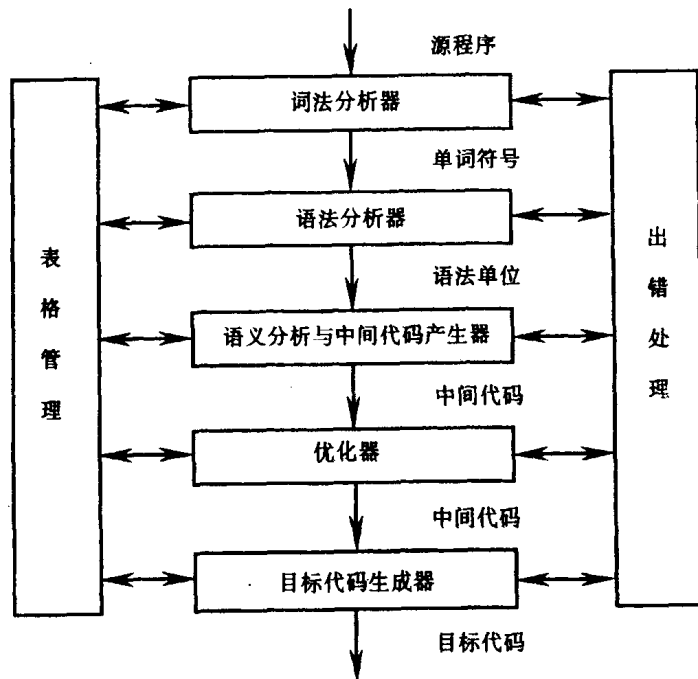 源程序
词法分析器
单词符号
语法分析器
语法单位
语义分析与中间代码产生器
中间代码
优化器
中间代码
目标代码生成器
目标代码
表格管理
出错处理